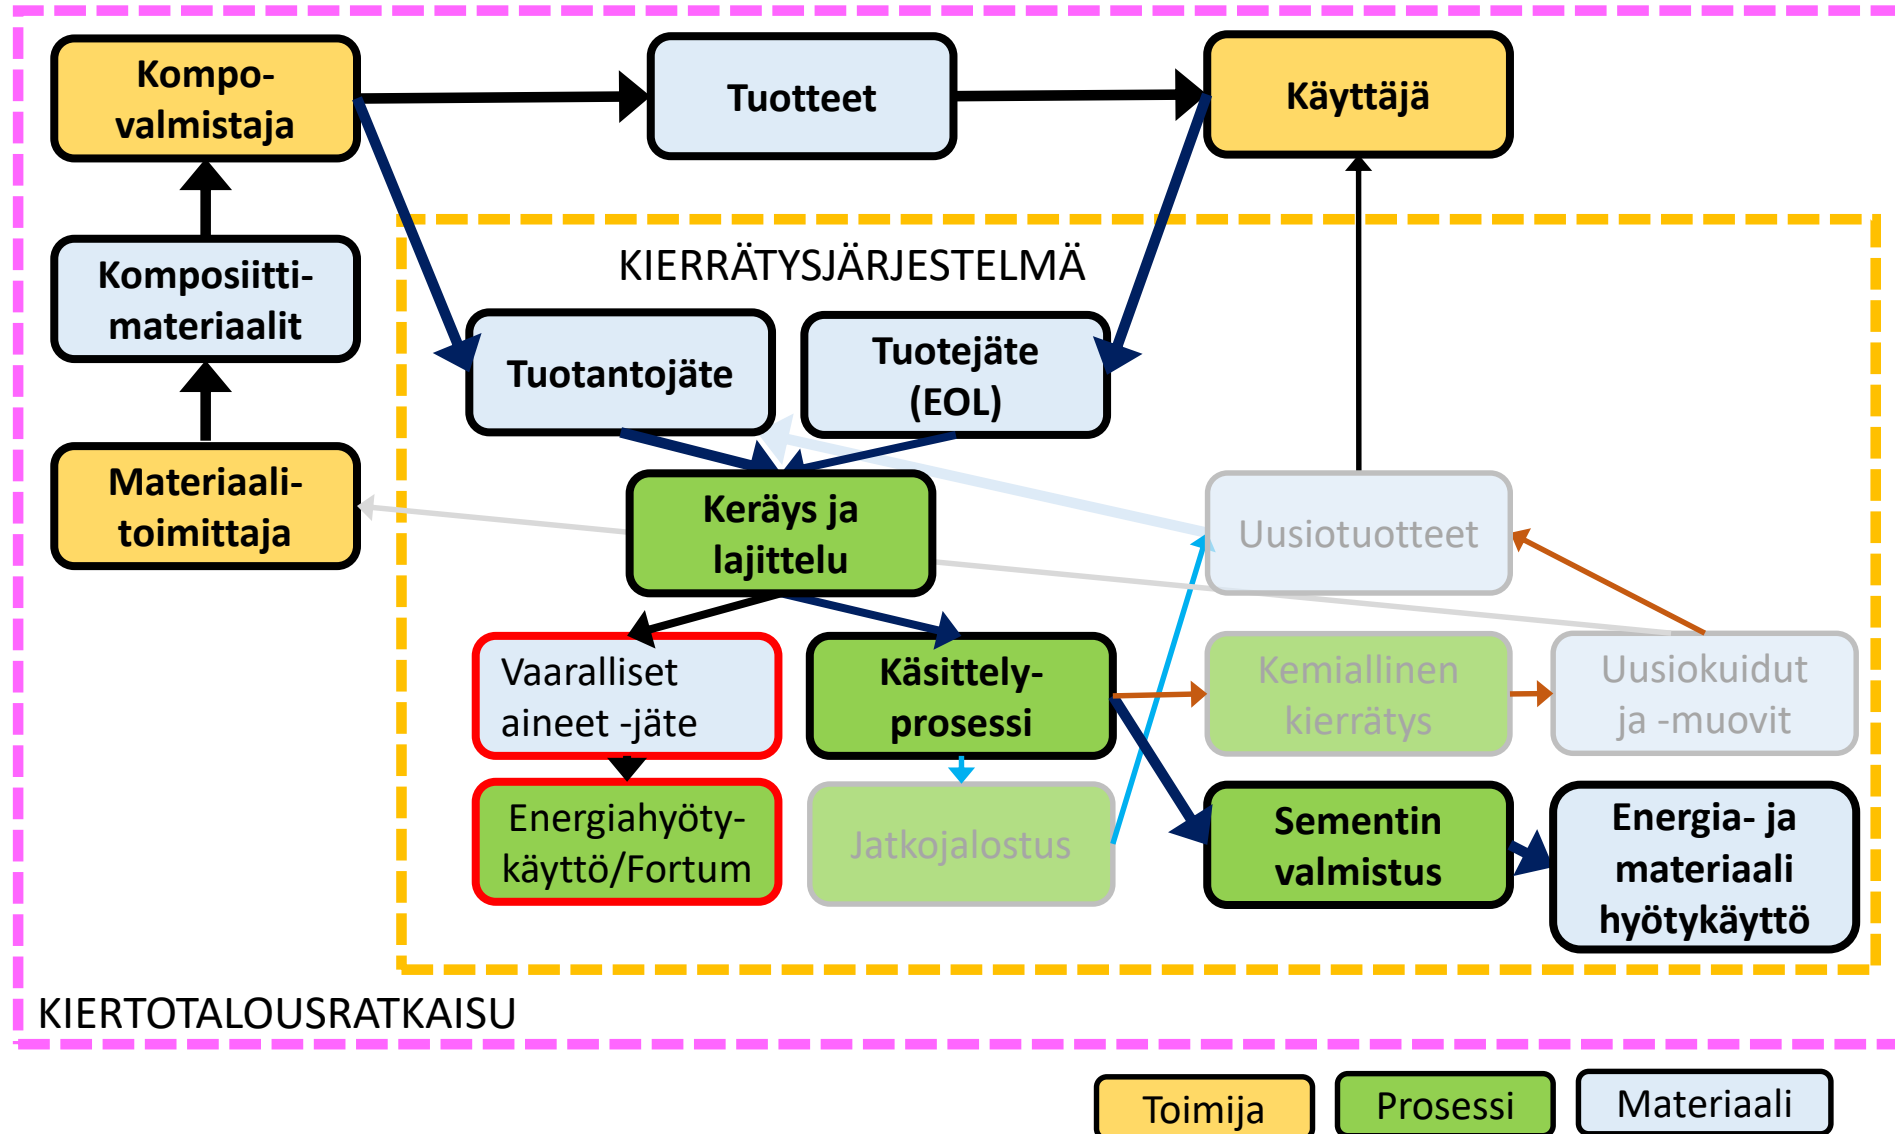 Kompo-
valmistaja
Tuotteet
Käyttäjä
Komposiitti-
materiaalit
KIERRÄTYSJÄRJESTELMÄ
Tuotantojäte
Tuotejäte
(EOL)
Materiaali-
toimittaja
Keräys ja
lajittelu
Uusiotuotteet
Vaaralliset
aineet -jäte
Käsittely-
prosessi
Kemiallinen
kierrätys
Uusiokuidut
ja -muovit
Energiahyöty-
käyttö/Fortum
Jatkojalostus
Sementin
valmistus
Energia- ja
materiaali
hyötykäyttö
KIERTOTALOUSRATKAISU
Toimija
Prosessi
Materiaali